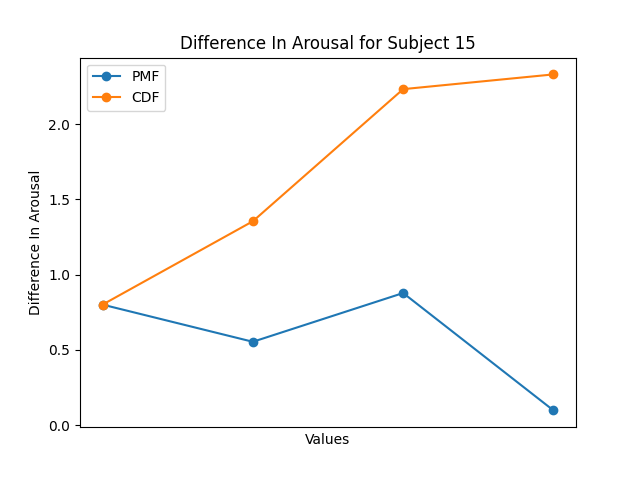 Difference In Arousal for Subject 15
PMF
CDF
Difference In Arousal
2.0
1.5
1.0
0.5
0.0
Values